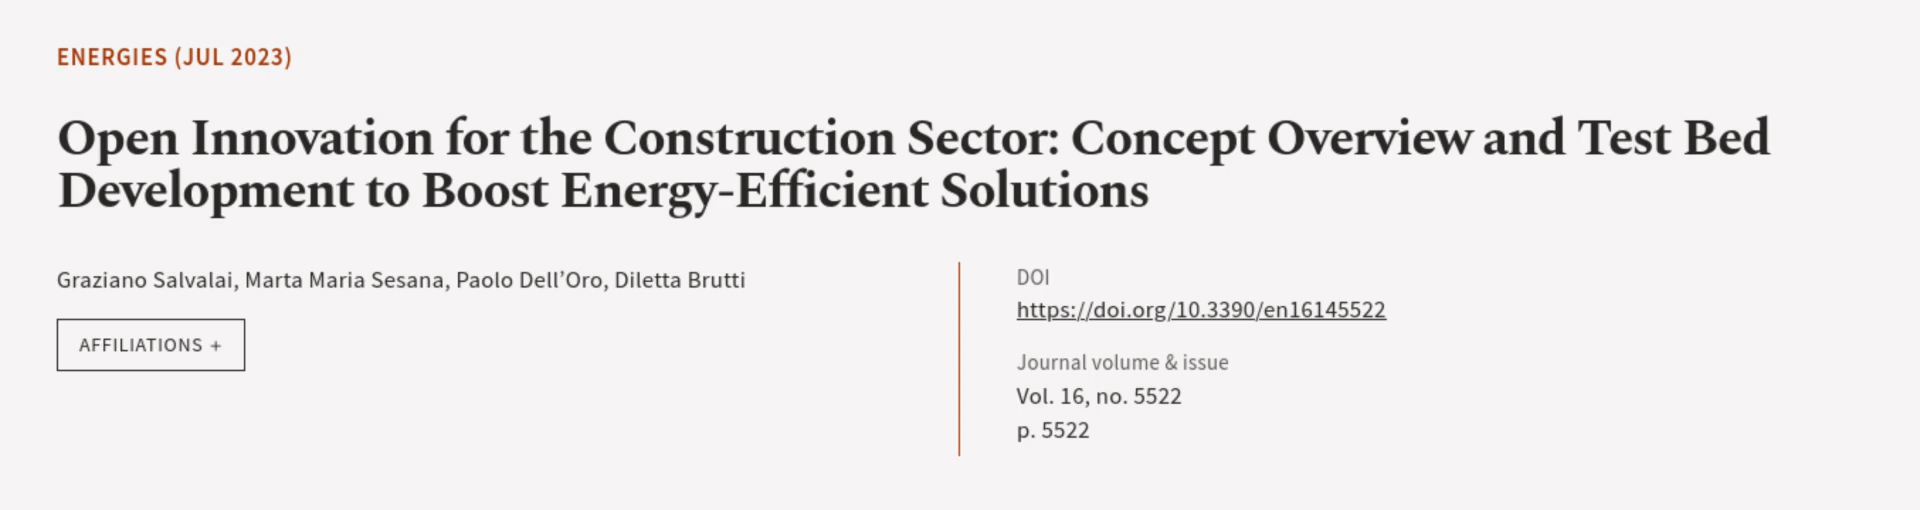 ENERGIES (JUL 2023)
Open Innovation for the Construction Sector: Concept Overview and Test Bed
Development to Boost Energy-Efficient Solutions
Graziano Salvalai, Marta Maria Sesana, Paolo Dell’Oro, Diletta Brutti
AFFILIATIONS +
DOI
https://doi.org/10.3390/en16145522
Journal volume & issue
Vol. 16, no. 5522
p. 5522